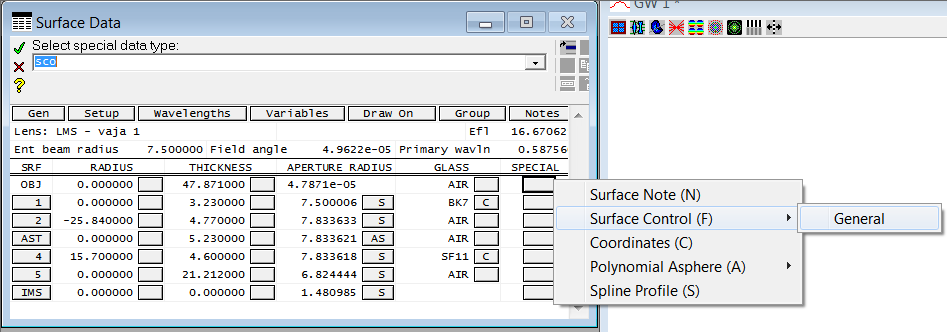 Surface Data
GW 1 *
Select special data type:
sco
Gen Setup Wavelengths Variables Draw On Group Notes
Lens: LMS - vaja 1 Efl 16.67062
Ent beam radius 7.500000 Field angle 4.9622e-05 Primary wavln 0.58756
SRF RADIUS THICKNESS APERTURE RADIUS GLASS SPECIAL
OBJ 0.000000 47.871000 4.7871e-05 AIR
1 0.000000 3.230000 7.500006 S BK7 C
2 -25.840000 4.770000 7.833633 S AIR
AST 0.000000 5.230000 7.833621 AS AIR
4 15.700000 4.600000 7.833618 S SF11 C
5 0.000000 21.212000 6.824444 S AIR
IMS 0.000000 0.000000 1.480985 S
Surface Note (N)
Surface Control (F)
General
Coordinates (C)
Polynomial Asphere (A)
Spline Profile (S)